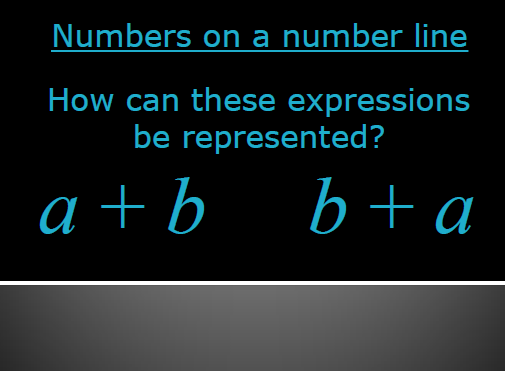 Numbers on a number line
How can these expressions
be represented?
a + b b + a